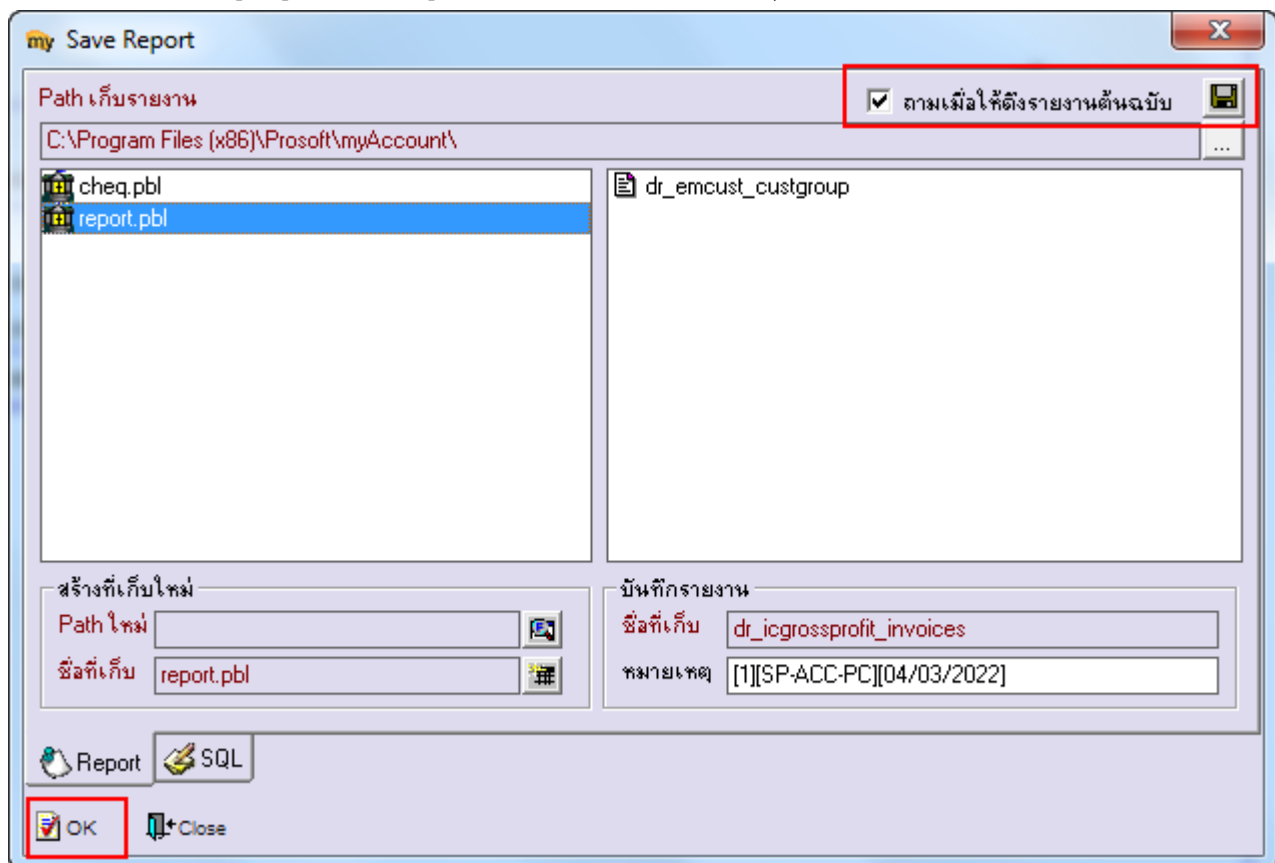 my Save Report
x
Path เก็บรายงาน
ถามเมื่อให้ดึงรายงานต้นฉบับ
C:\Program Files (x86)\Prosoft\myAccount\
...
cheq.pbl
dr_emcust_custgroup
report.pbl
สร้างที่เก็บใหม่
บันทึกรายงาน
Path ใหม่
ชื่อที่เก็บ dr_icgrossprofit_invoices
ชื่อที่เก็บ report.pbl
หมายเหตุ [1][SP-ACC-PC][04/03/2022]
Report
SQL
OK
Close